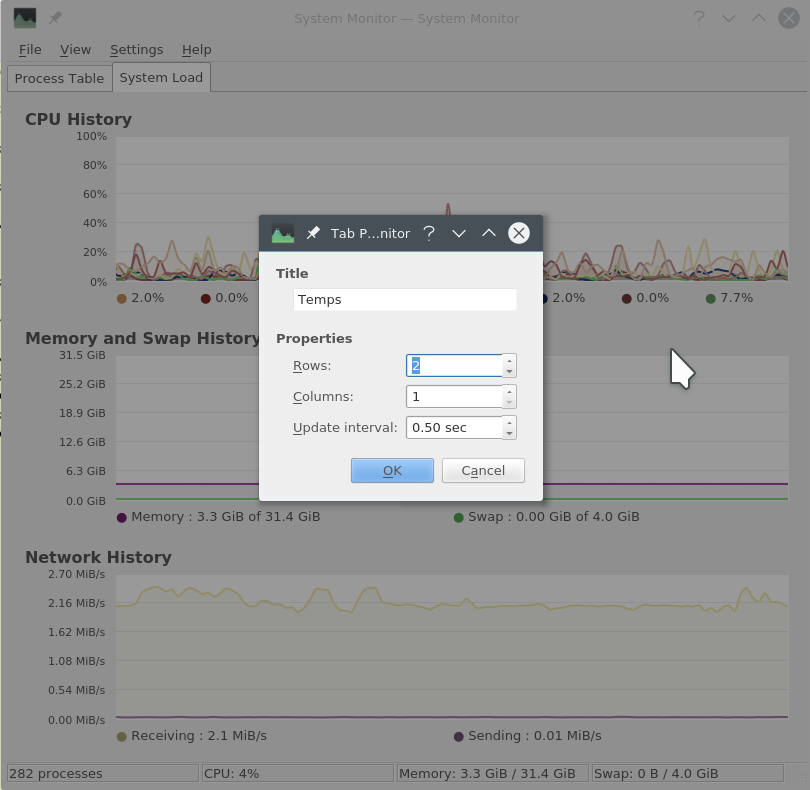 System Monitor — System Monitor
File View Settings Help
Process Table System Load
CPU History
100%
80%
60%
40%
20%
0%
2.0% 0.0% 2.0% 0.0% 7.7%
Tab P...nitor
Title
Temps
Properties
Rows: 2
Columns: 1
Update interval: 0.50 sec
OK Cancel
Memory and Swap History
31.5 GiB
25.2 GiB
18.9 GiB
12.6 GiB
6.3 GiB
0.0 GiB
Memory : 3.3 GiB of 31.4 GiB Swap : 0.00 GiB of 4.0 GiB
Network History
2.70 MiB/s
2.16 MiB/s
1.62 MiB/s
1.08 MiB/s
0.54 MiB/s
0.00 MiB/s
Receiving : 2.1 MiB/s Sending : 0.01 MiB/s
282 processes CPU: 4% Memory: 3.3 GiB / 31.4 GiB Swap: 0 B / 4.0 GiB